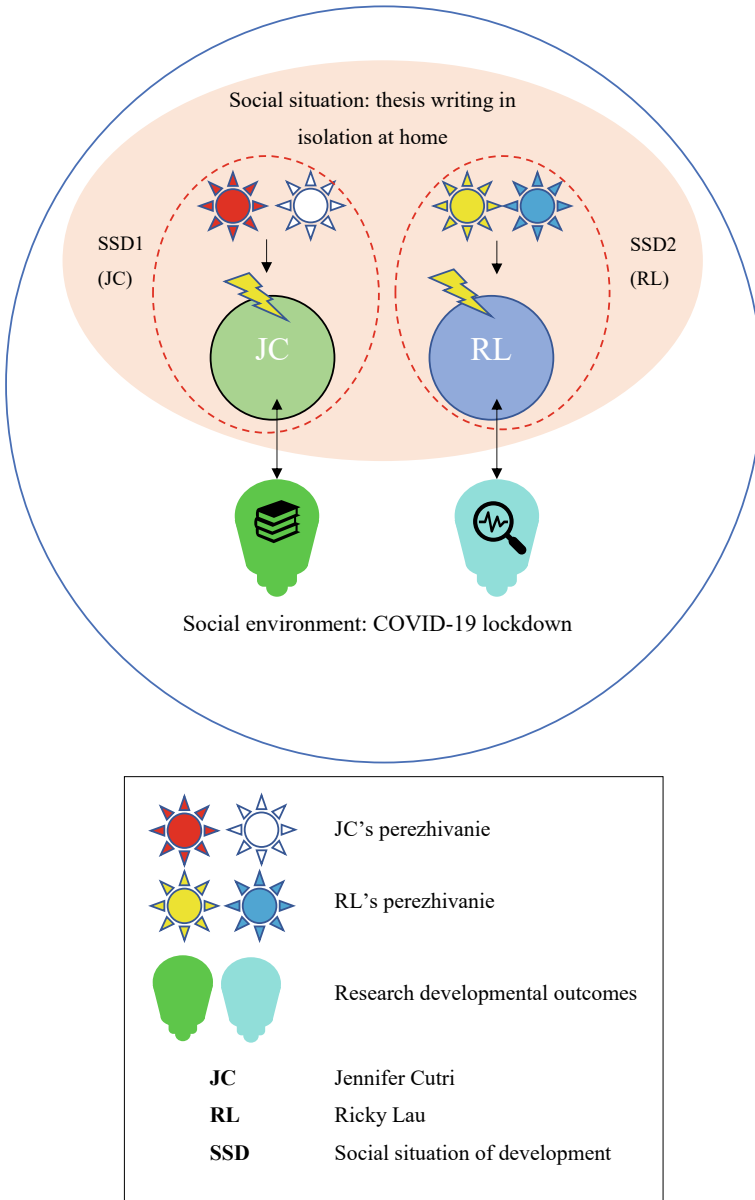 Social situation: thesis writing in
isolation at home
SSD1
(JC)
SSD2
(RL)
JC
RL
Social environment: COVID-19 lockdown
JC's perezhivanie
RL's perezhivanie
Research developmental outcomes
JC Jennifer Cutri
RL Ricky Lau
SSD Social situation of development